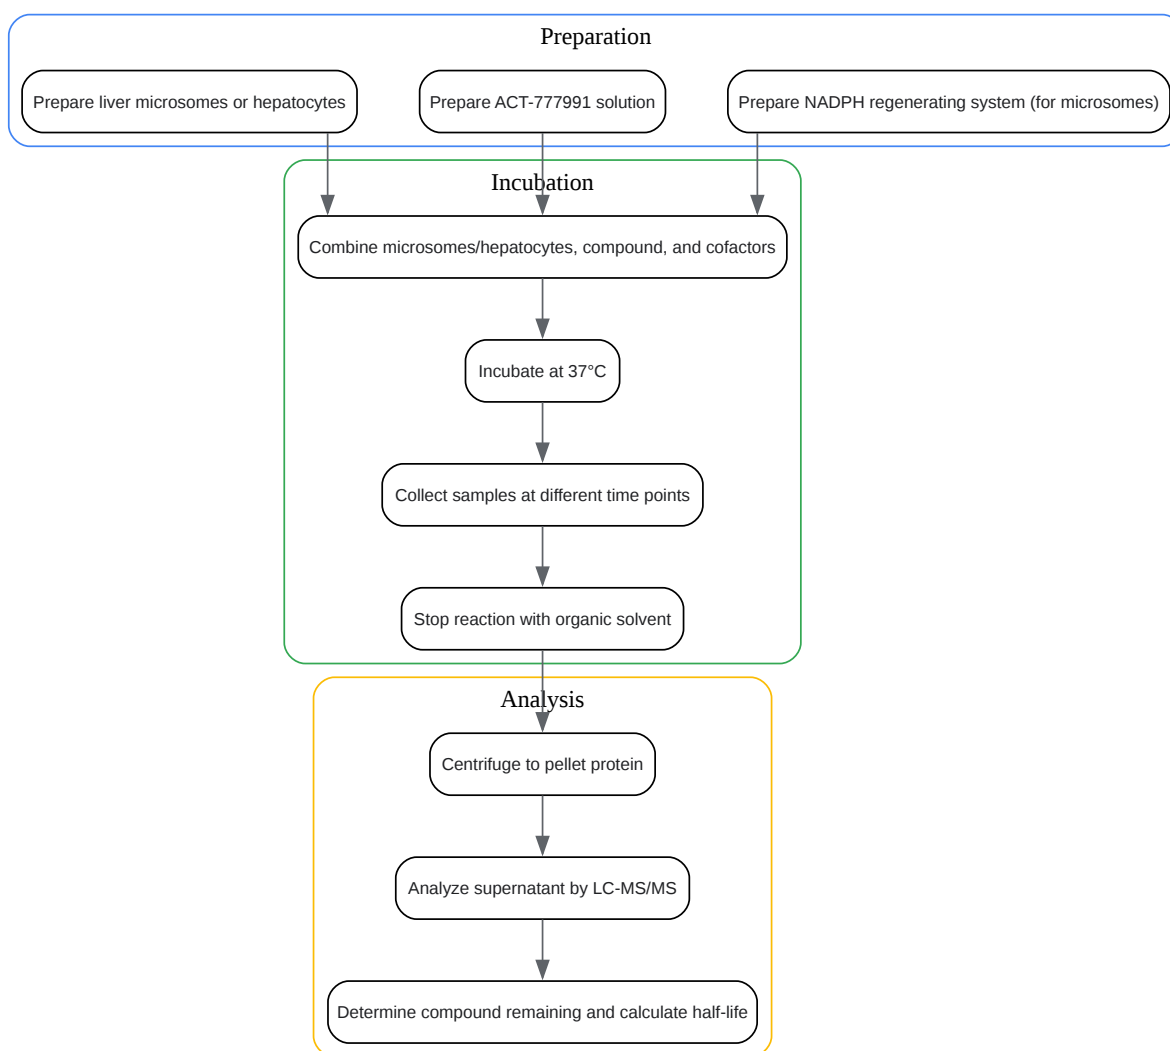 Preparation
Prepare liver microsomes or hepatocytes
Prepare ACT-777991 solution
Prepare NADPH regenerating system (for microsomes)
Incubation
Combine microsomes/hepatocytes, compound, and cofactors
Incubate at 37°C
Collect samples at different time points
Stop reaction with organic solvent
Analysis
Centrifuge to pellet protein
Analyze supernatant by LC-MS/MS
Determine compound remaining and calculate half-life